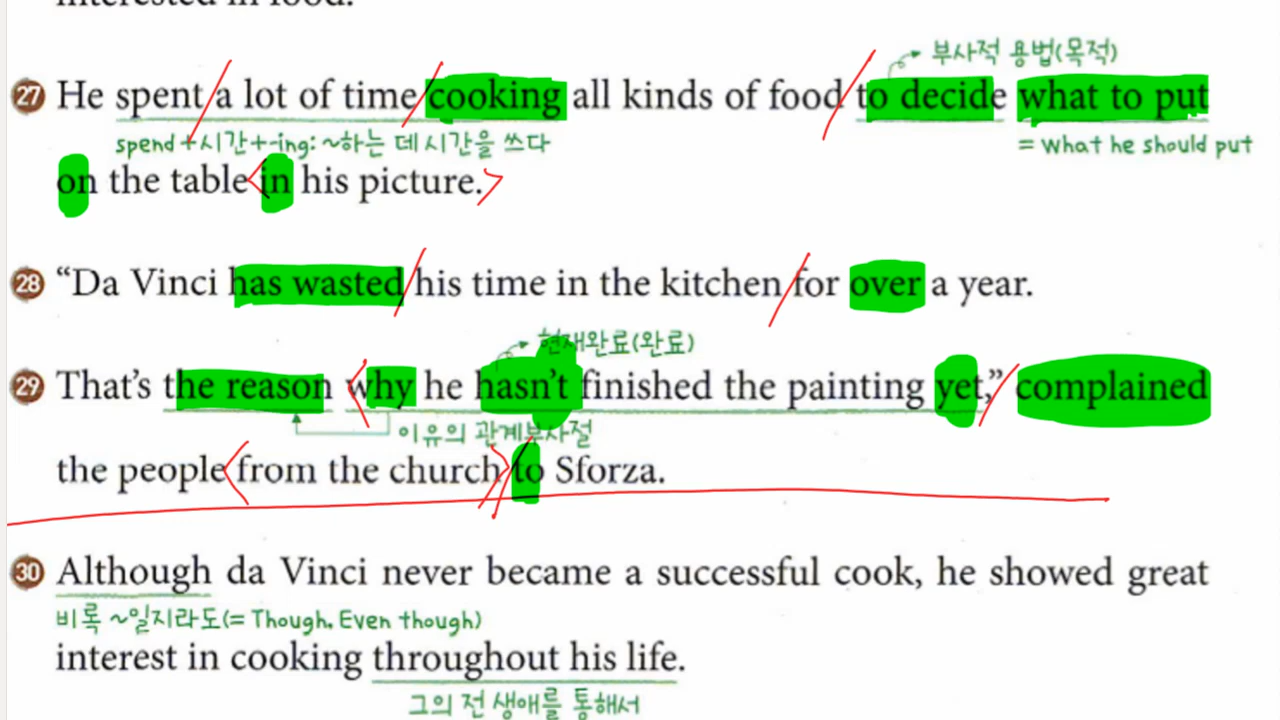 interested in food.
부사적 용법(목적)
27 He spent a lot of time cooking all kinds of food to decide what to put
spend+시간+-ing: ~하는 데 시간을 쓰다
= what he should put
on the table in his picture.
28 “Da Vinci has wasted his time in the kitchen for over a year.
현재완료(완료)
29 That’s the reason why he hasn’t finished the painting yet,” complained
이유의 관계부사절
the people from the church to Sforza.
30 Although da Vinci never became a successful cook, he showed great
비록 ~일지라도(= Though, Even though)
interest in cooking throughout his life.
그의 전 생애를 통해서